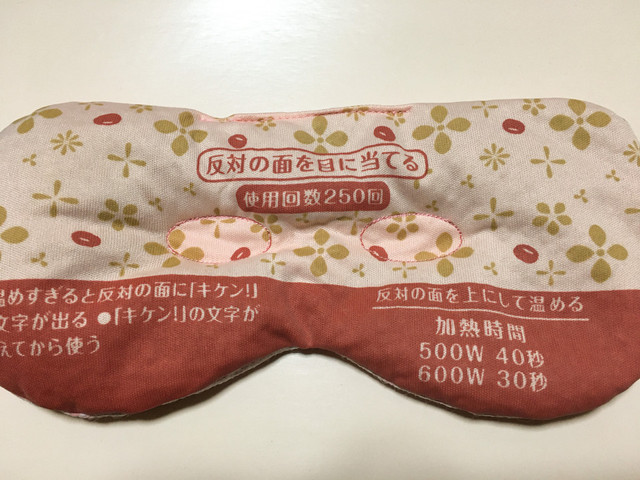 反対の面を目に当てる
使用回数250回
温めすぎると反対の面に「キケン!」
文字が出る ●「キケン!」の文字が
えてから使う
反対の面を上にして温める
加熱時間
500W 40秒
600W 30秒